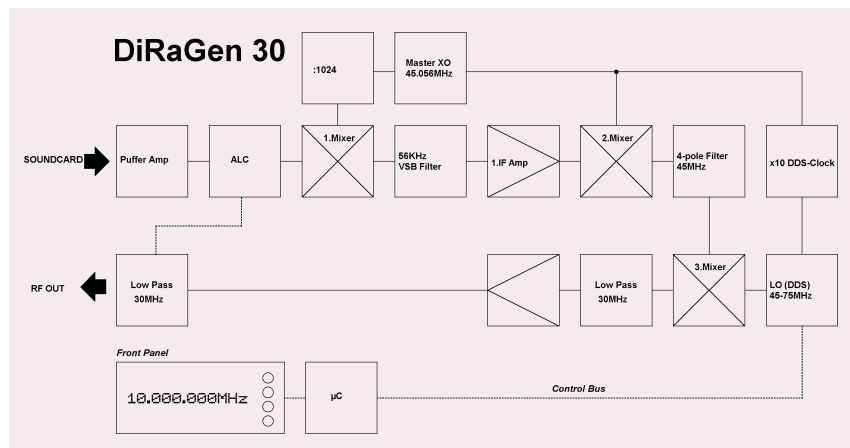 DiRaGen 30
:1024
Master XO
45.056MHz
SOUNDCARD
Puffer Amp
ALC
1.Mixer
56KHz
VSB Filter
1.IF Amp
2.Mixer
4-pole Filter
45MHz
x10 DDS-Clock
RF OUT
Low Pass
30MHz
Low Pass
30MHz
3.Mixer
LO (DDS)
45-75MHz
Front Panel
10.000.000MHz
µC
Control Bus